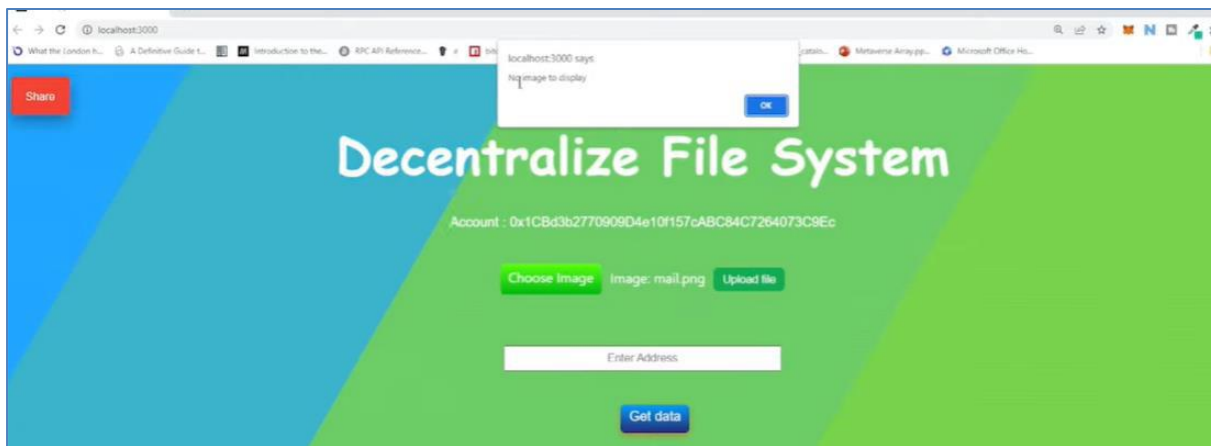 localhost:3000
What the London h...
A Definitive Guide t...
Introduction to the...
RPC API Reference...
Metaverse Array.pp...
Microsoft Office Ho...
localhost:3000 says
No image to display
OK
Share
Decentralize File System
Account : 0x1CBd3b2770909D4e10f157cABC84C7264073C9Ec
Choose Image Image: mail.png Upload file
Enter Address
Get data